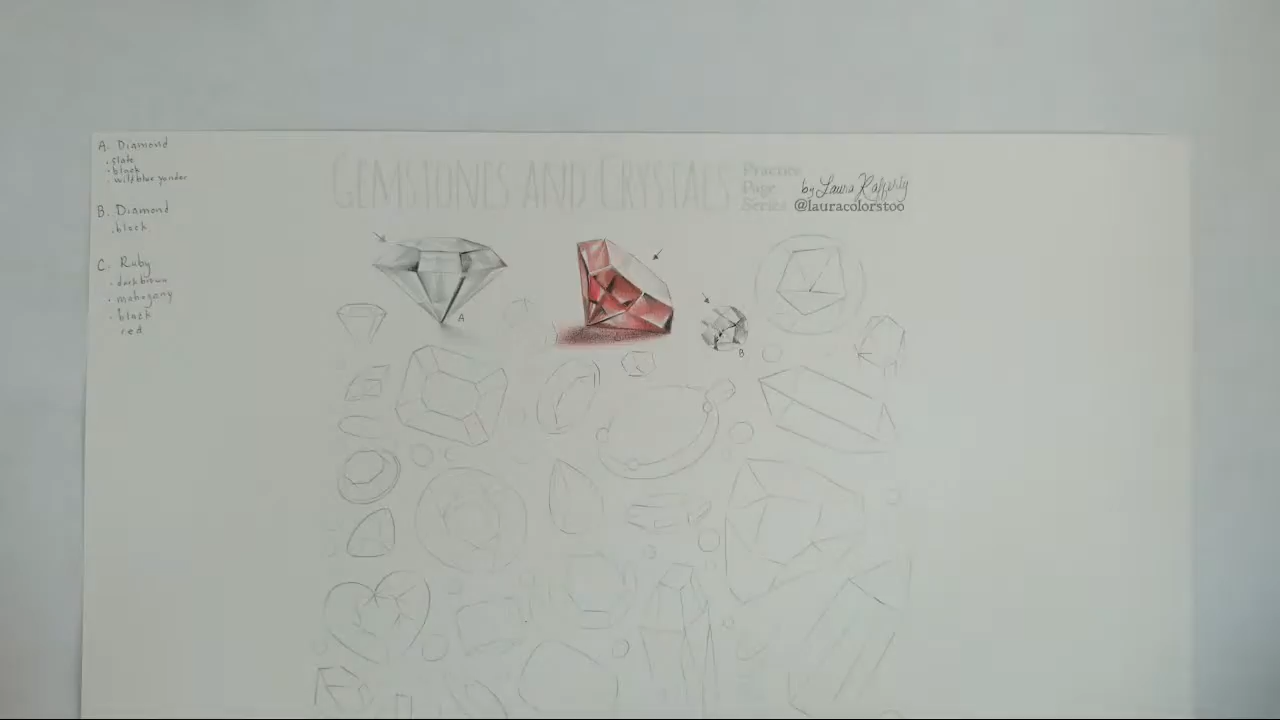 A. Diamond
• slate
• black
• wild blue yonder
B. Diamond
• black
C. Ruby
• dark brown
• mahogany
• black
red
GEMSTONES AND CRYSTALS
Practice
Page
Series
by Laura Rafferty
@lauracolorstoo
A
C
B